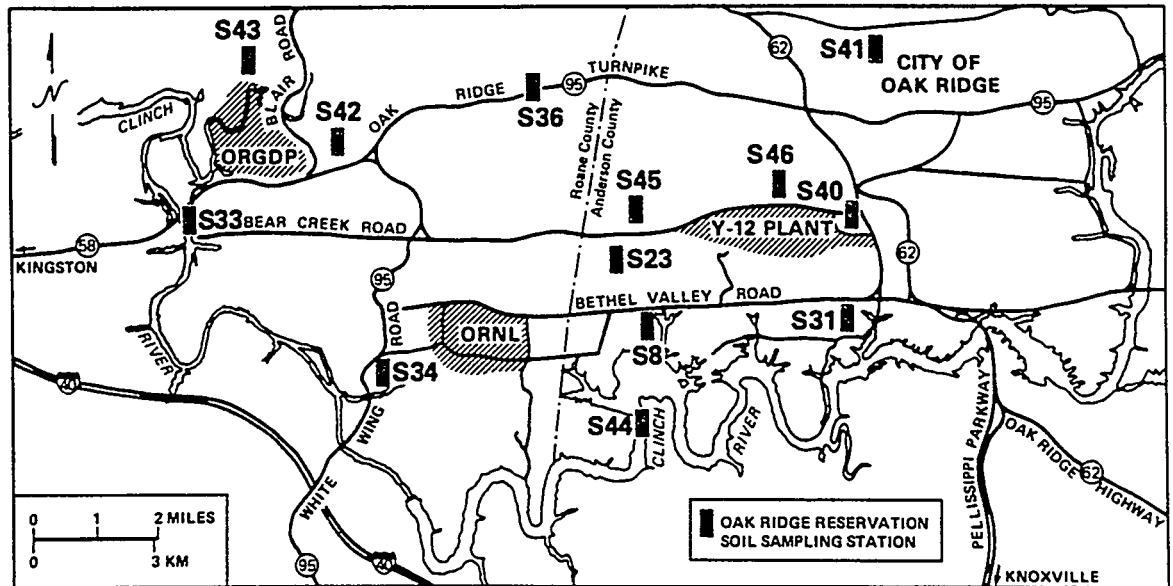 S43
BLAIR ROAD
62
S41
CITY OF
OAK RIDGE
N
CLINCH
S42
OAK RIDGE TURNPIKE
95
S36
95
ORGDP
Roane County
Anderson County
S46
S45
S40
S33
BEAR CREEK ROAD
Y-12 PLANT
58
KINGSTON
95
S23
62
BETHEL VALLEY ROAD
RIVER
ORNL
S8
S31
40
S34
WHITE WING ROAD
S44
CLINCH RIVER
PELLISSIPPI PARKWAY
OAK RIDGE HIGHWAY
62
0 1 2 MILES
0 3 KM
OAK RIDGE RESERVATION
SOIL SAMPLING STATION
95
40
KNOXVILLE